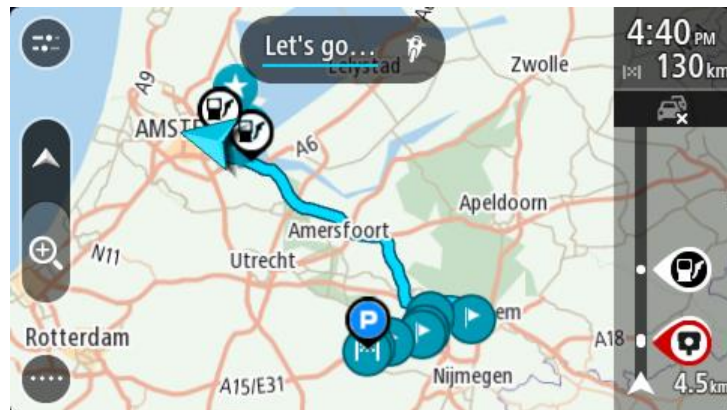 Let's go...
4:40 PM
130 km
Lelystad
Zwolle
A9
A6
Apeldoorn
Amersfoort
N11
Utrecht
P
Rotterdam
A18
A15/E31
Nijmegen
4.5 km